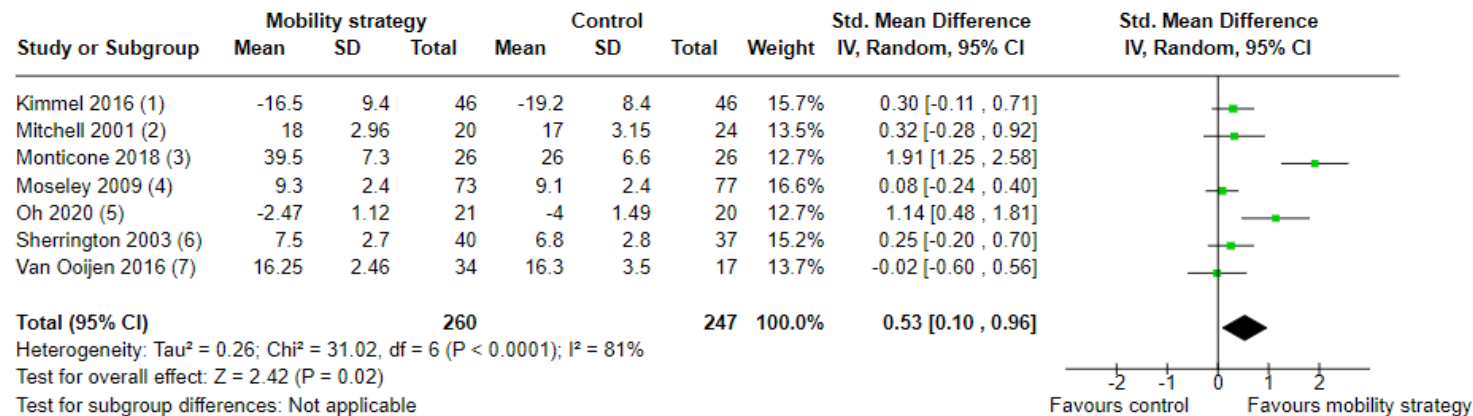 Mobility strategy Control Std. Mean Difference Std. Mean Difference
Study or Subgroup Mean SD Total Mean SD Total Weight IV, Random, 95% CI IV, Random, 95% CI
Kimmel 2016 (1) -16.5 9.4 46 -19.2 8.4 46 15.7% 0.30 [-0.11 , 0.71]
Mitchell 2001 (2) 18 2.96 20 17 3.15 24 13.5% 0.32 [-0.28 , 0.92]
Monticone 2018 (3) 39.5 7.3 26 26 6.6 26 12.7% 1.91 [1.25 , 2.58]
Moseley 2009 (4) 9.3 2.4 73 9.1 2.4 77 16.6% 0.08 [-0.24 , 0.40]
Oh 2020 (5) -2.47 1.12 21 -4 1.49 20 12.7% 1.14 [0.48 , 1.81]
Sherrington 2003 (6) 7.5 2.7 40 6.8 2.8 37 15.2% 0.25 [-0.20 , 0.70]
Van Ooijen 2016 (7) 16.25 2.46 34 16.3 3.5 17 13.7% -0.02 [-0.60 , 0.56]
Total (95% CI) 260 247 100.0% 0.53 [0.10 , 0.96]
Heterogeneity: Tau² = 0.26; Chi² = 31.02, df = 6 (P < 0.0001); I² = 81%
Test for overall effect: Z = 2.42 (P = 0.02)
-2 -1 0 1 2
Test for subgroup differences: Not applicable Favours control Favours mobility strategy